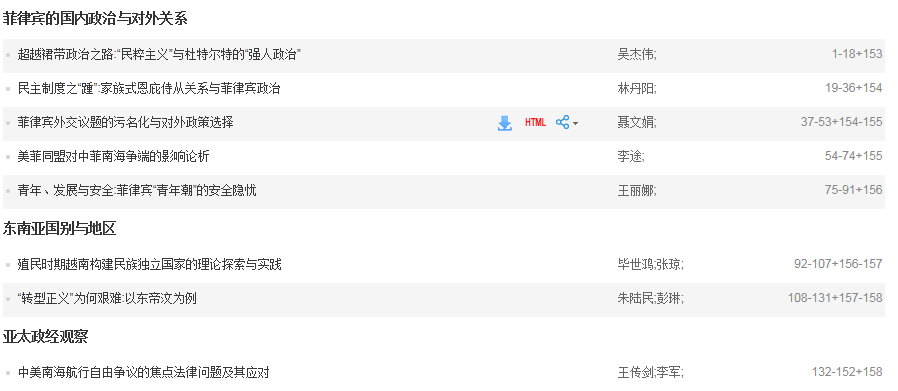 菲律宾的国内政治与对外关系
超越裙带政治之路:“民粹主义”与杜特尔特的“强人政治” 吴杰伟; 1-18+153
民主制度之“踵”:家族式恩庇侍从关系与菲律宾政治 林丹阳; 19-36+154
菲律宾外交议题的污名化与对外政策选择 HTML 聂文娟; 37-53+154-155
美菲同盟对中菲南海争端的影响论析 李途; 54-74+155
青年、发展与安全:菲律宾“青年潮”的安全隐忧 王丽娜; 75-91+156
东南亚国别与地区
殖民时期越南构建民族独立国家的理论探索与实践 毕世鸿;张琼; 92-107+156-157
“转型正义”为何艰难:以东帝汶为例 朱陆民;彭琳; 108-131+157-158
亚太政经观察
中美南海航行自由争议的焦点法律问题及其应对 王传剑;李军; 132-152+158